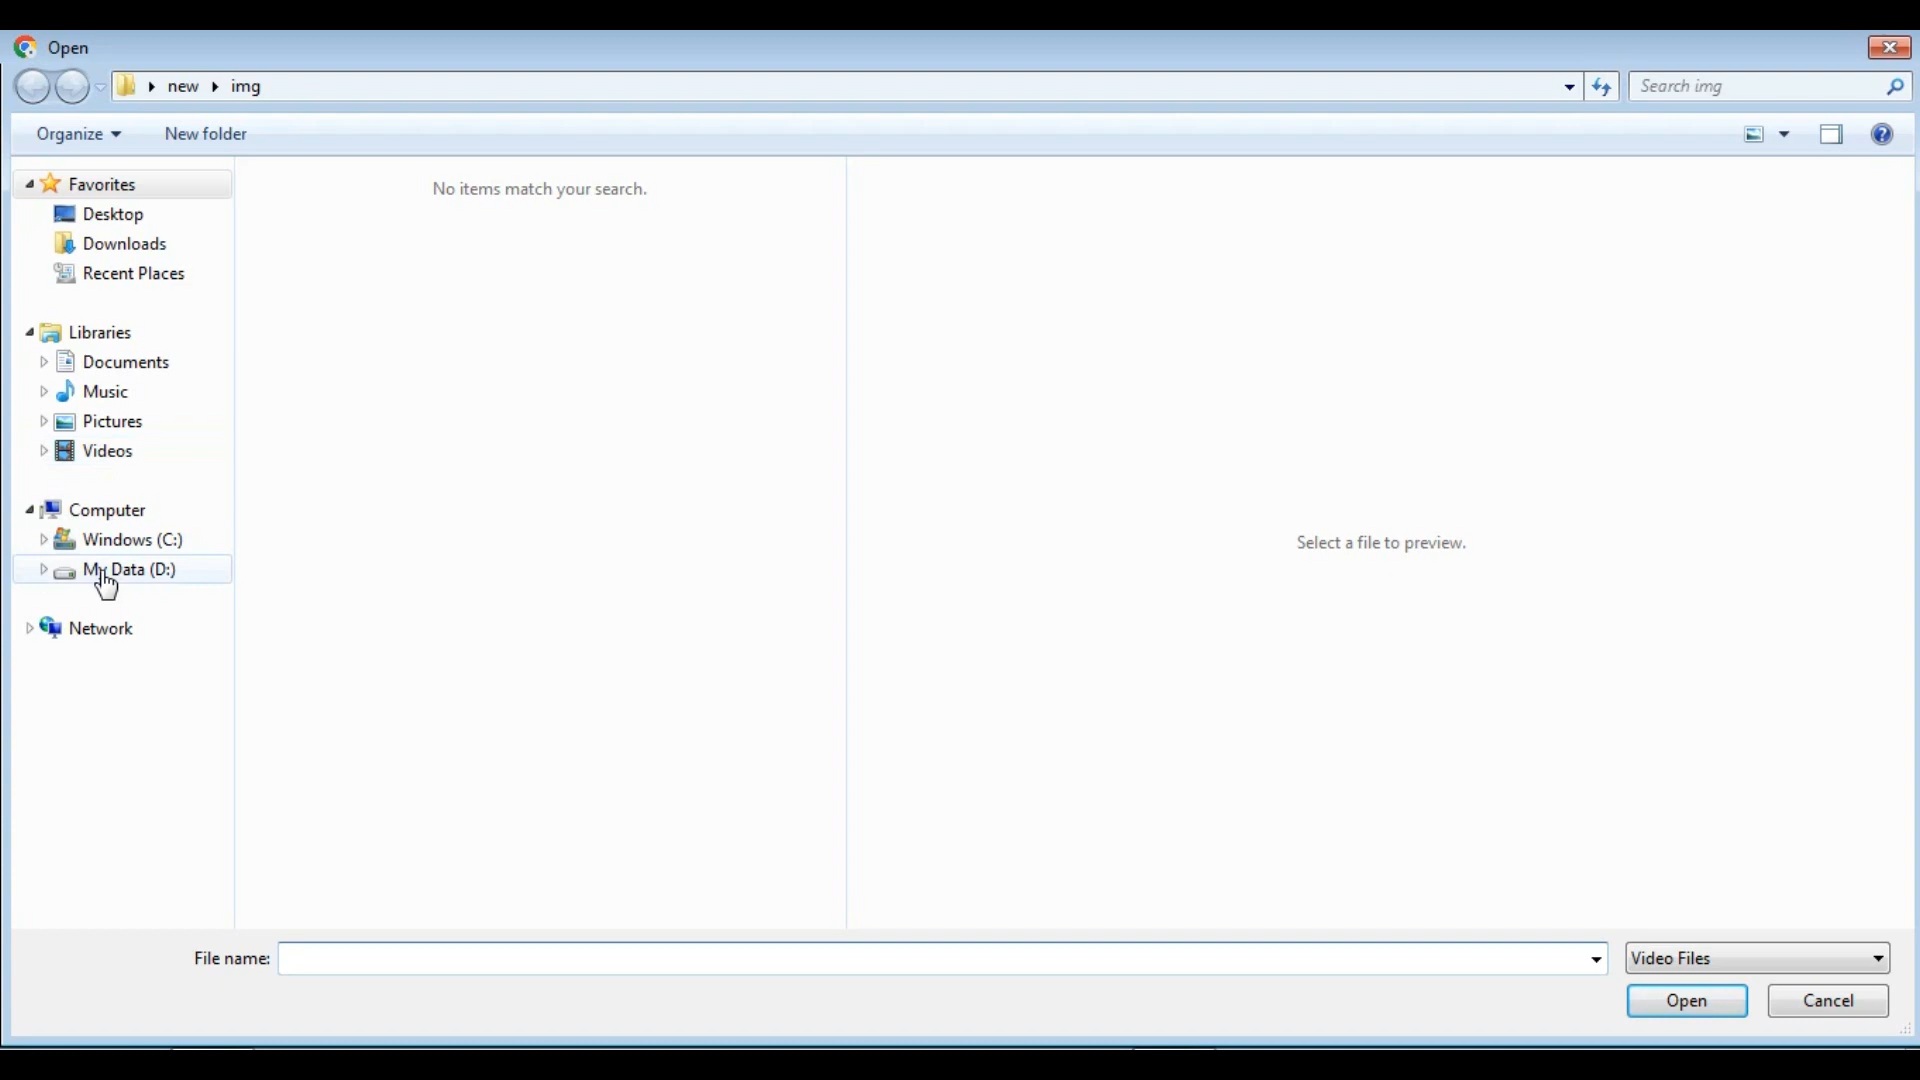 Open
new
img
Search img
Organize
New folder
Favorites
Desktop
Downloads
Recent Places
Libraries
Documents
Music
Pictures
Videos
Computer
Windows (C:)
My Data (D:)
Network
No items match your search.
Select a file to preview.
File name:
Video Files
Open
Cancel